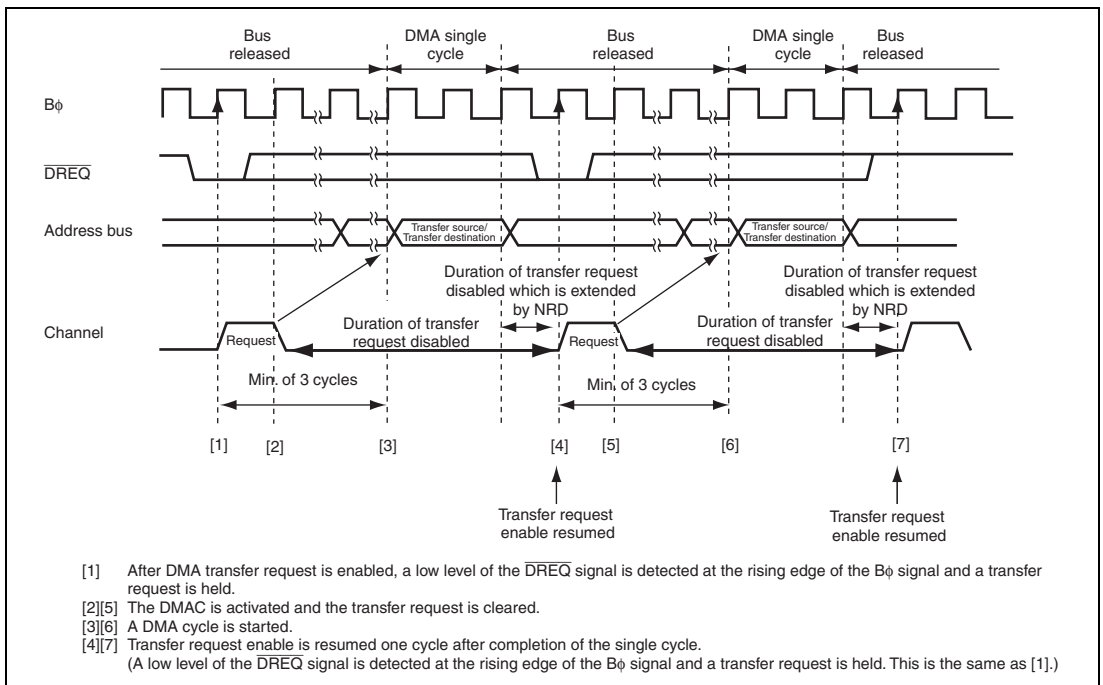 Bus released
DMA single cycle
Bus released
DMA single cycle
Bus released
Bφ
DREQ
Address bus
Transfer source/
Transfer destination
Transfer source/
Transfer destination
Duration of transfer request
disabled which is extended
by NRD
Duration of transfer request
disabled which is extended
by NRD
Channel
Request
Duration of transfer
request disabled
Request
Duration of transfer
request disabled
Min. of 3 cycles
Min. of 3 cycles
[1] [2] [3] [4] [5] [6] [7]
Transfer request
enable resumed
Transfer request
enable resumed
[1] After DMA transfer request is enabled, a low level of the DREQ signal is detected at the rising edge of the Bφ signal and a transfer
request is held.
[2][5] The DMAC is activated and the transfer request is cleared.
[3][6] A DMA cycle is started.
[4][7] Transfer request enable is resumed one cycle after completion of the single cycle.
(A low level of the DREQ signal is detected at the rising edge of the Bφ signal and a transfer request is held. This is the same as [1].)